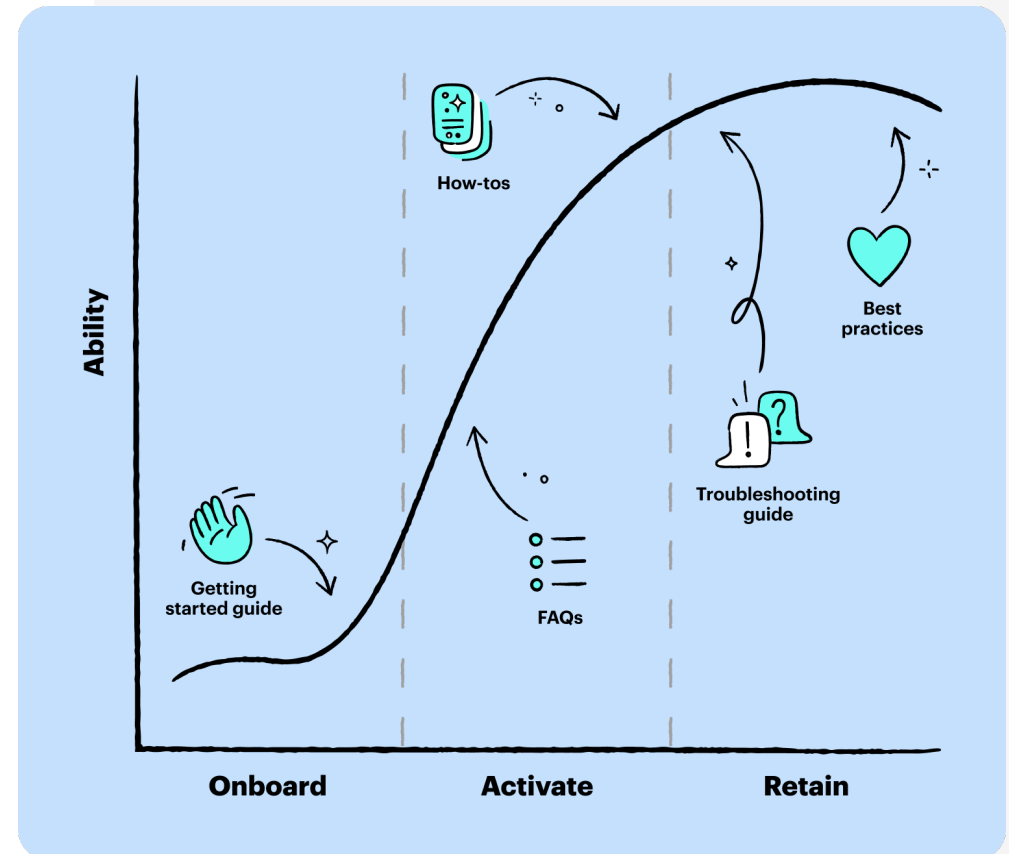 How-tos
Ability
Best
practices
Troubleshooting
guide
Getting
started guide
FAQs
Onboard
Activate
Retain